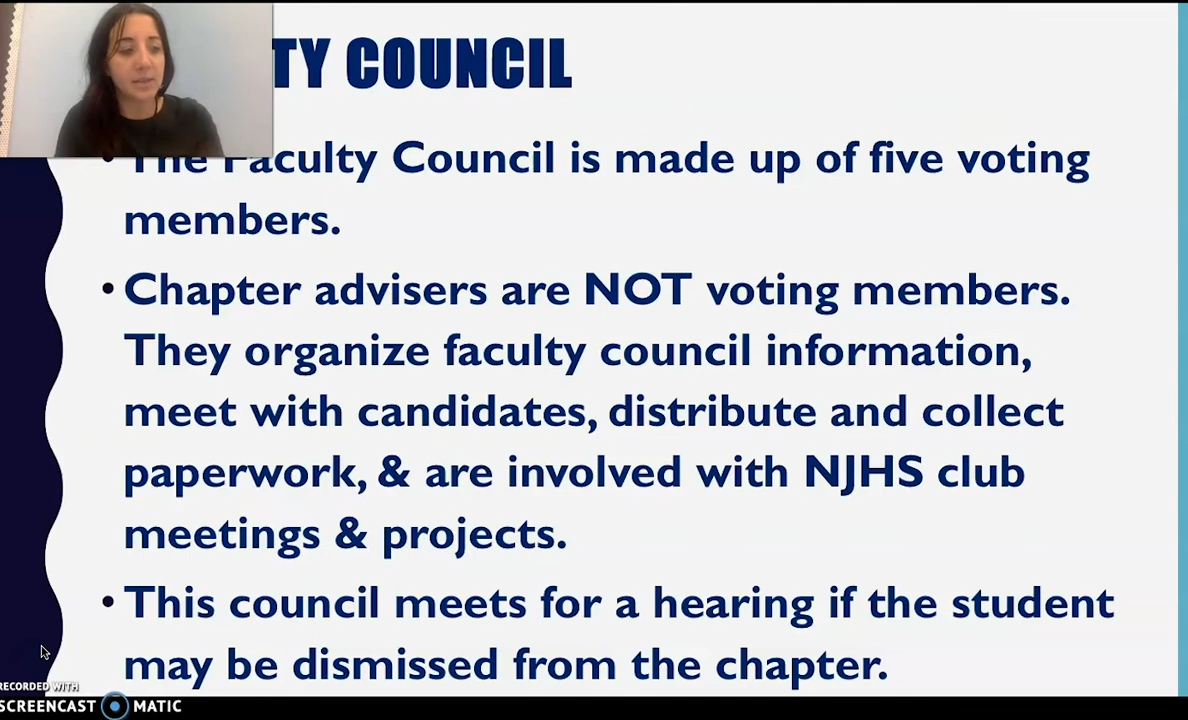 TY COUNCIL
• The Faculty Council is made up of five voting
members.
• Chapter advisers are NOT voting members.
They organize faculty council information,
meet with candidates, distribute and collect
paperwork, & are involved with NJHS club
meetings & projects.
• This council meets for a hearing if the student
may be dismissed from the chapter.
RECORDED WITH
SCREENCAST MATIC